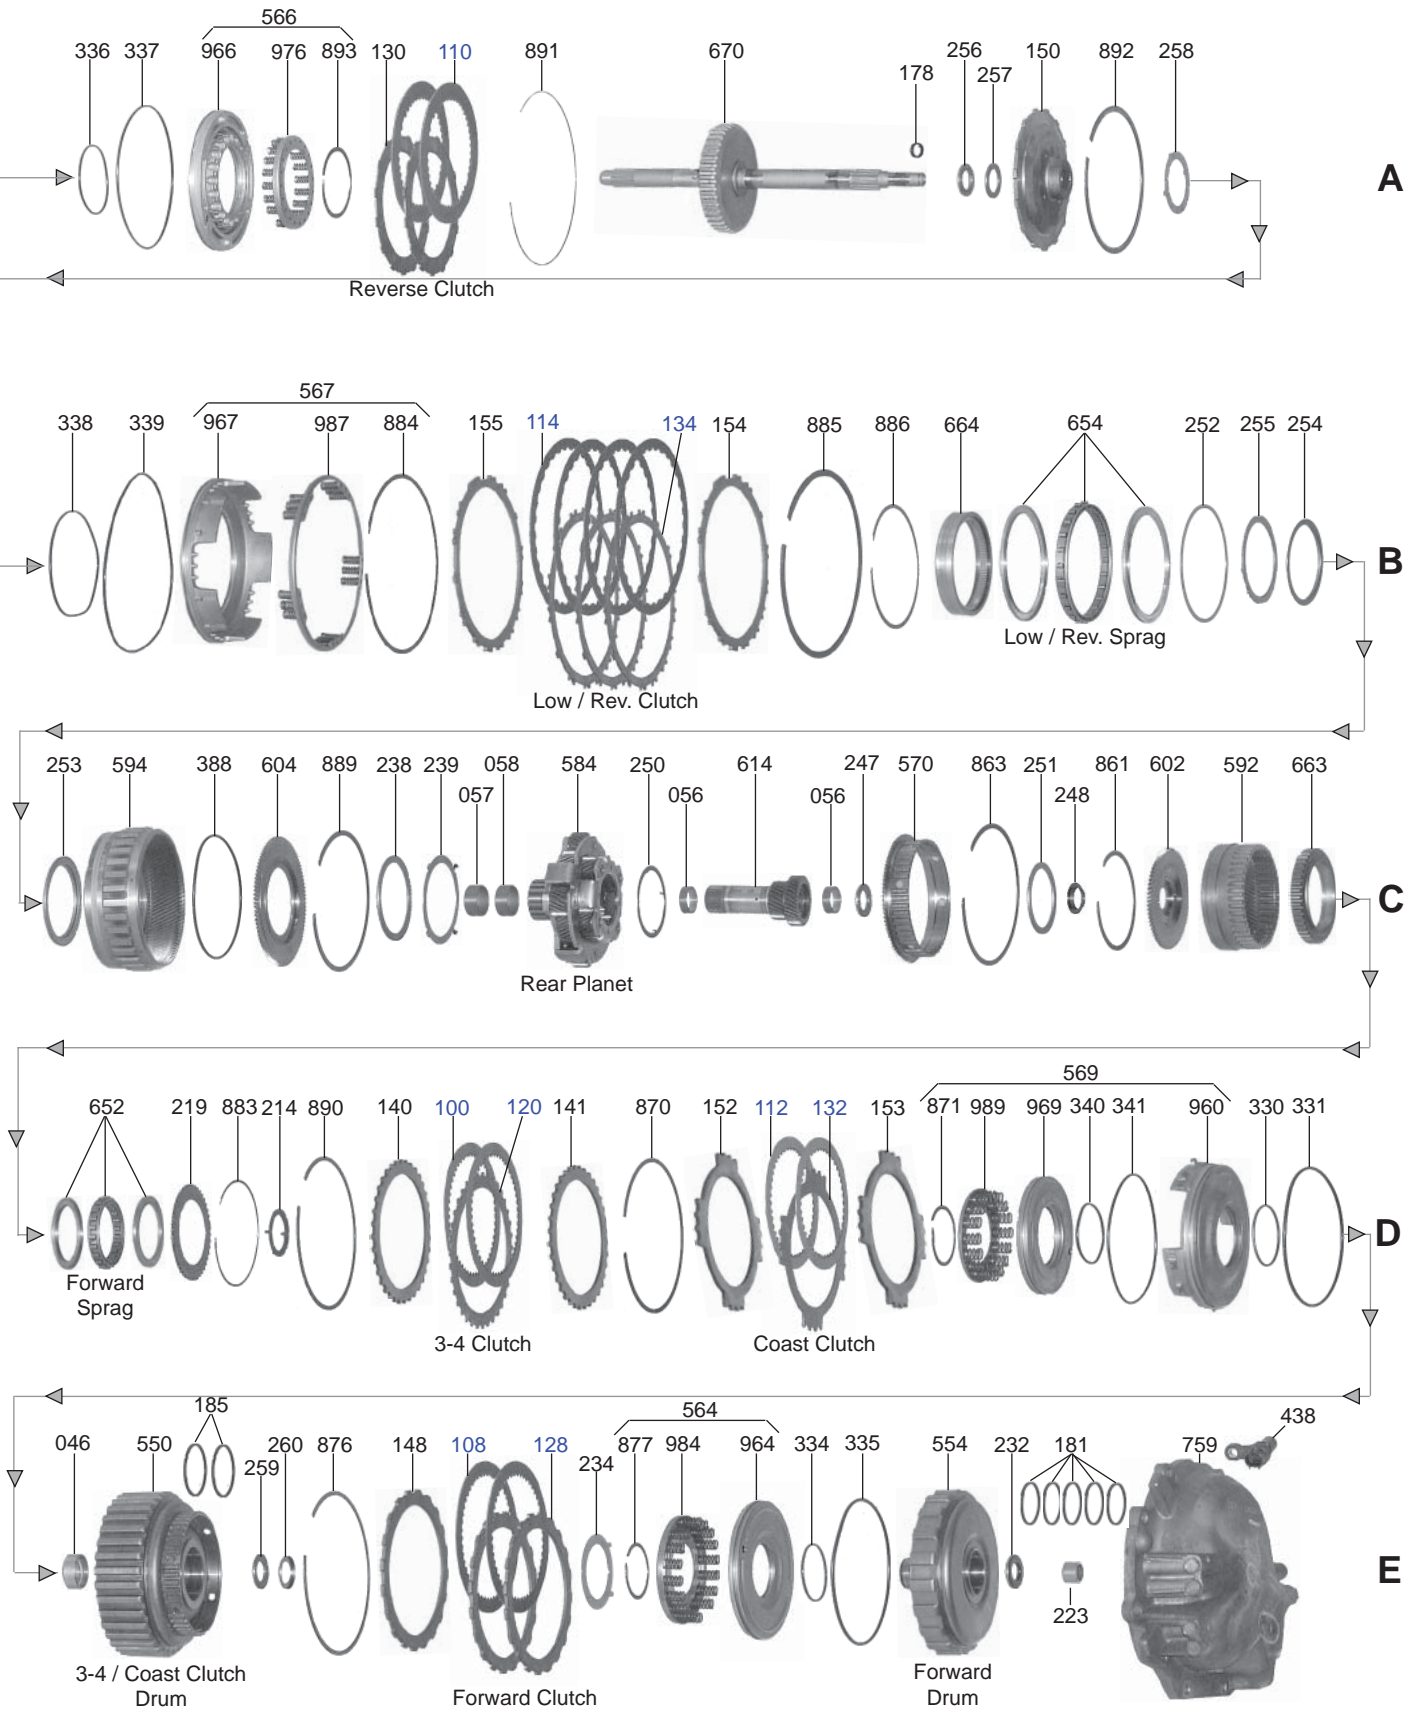 566
336 337 966 976 893 130 110 891 670 256 150 892 258
178 257
A
Reverse Clutch
567
338 339 967 987 884 155 114 134 154 885 886 664 654 252 255 254
B
Low / Rev. Sprag
Low / Rev. Clutch
253 594 388 604 889 238 239 058 584 250 614 247 570 863 251 861 602 592 663
057 056 056 248
C
Rear Planet
569
652 219 883 214 890 140 100 120 141 870 152 112 132 153 871 989 969 340 341 960 330 331
D
Forward
Sprag
3-4 Clutch
Coast Clutch
185
564
438
046 550 260 876 148 108 128 877 984 964 334 335 554 232 181 759
259 234
E
223
3-4 / Coast Clutch
Drum
Forward Clutch
Forward
Drum